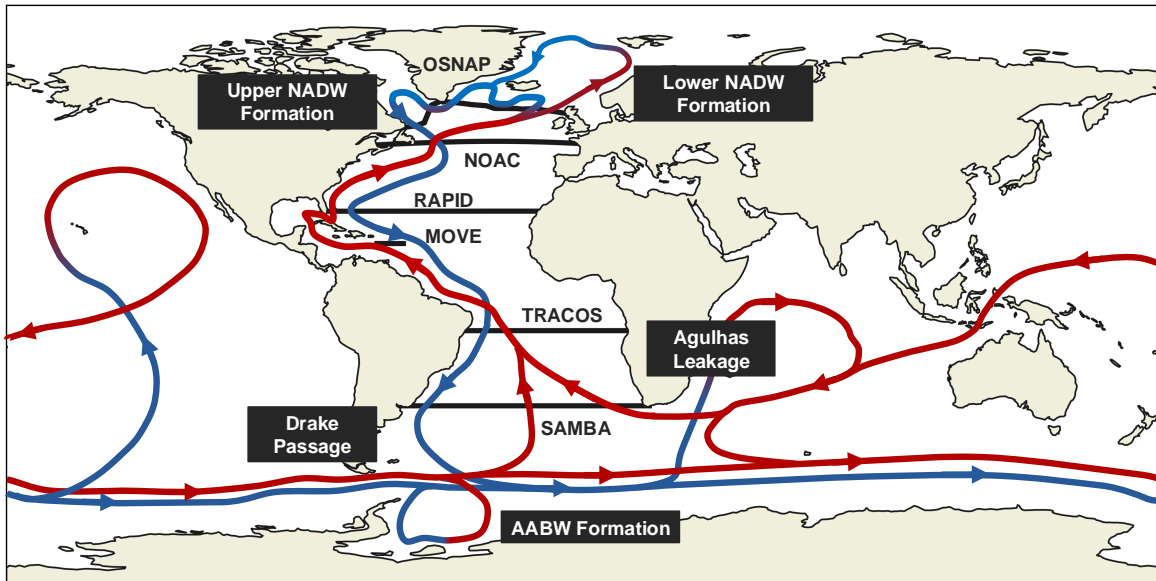 OSNAP
Upper NADW
Formation
Lower NADW
Formation
NOAC
RAPID
MOVE
TRACOS
Agulhas
Leakage
Drake
Passage
SAMBA
AABW Formation